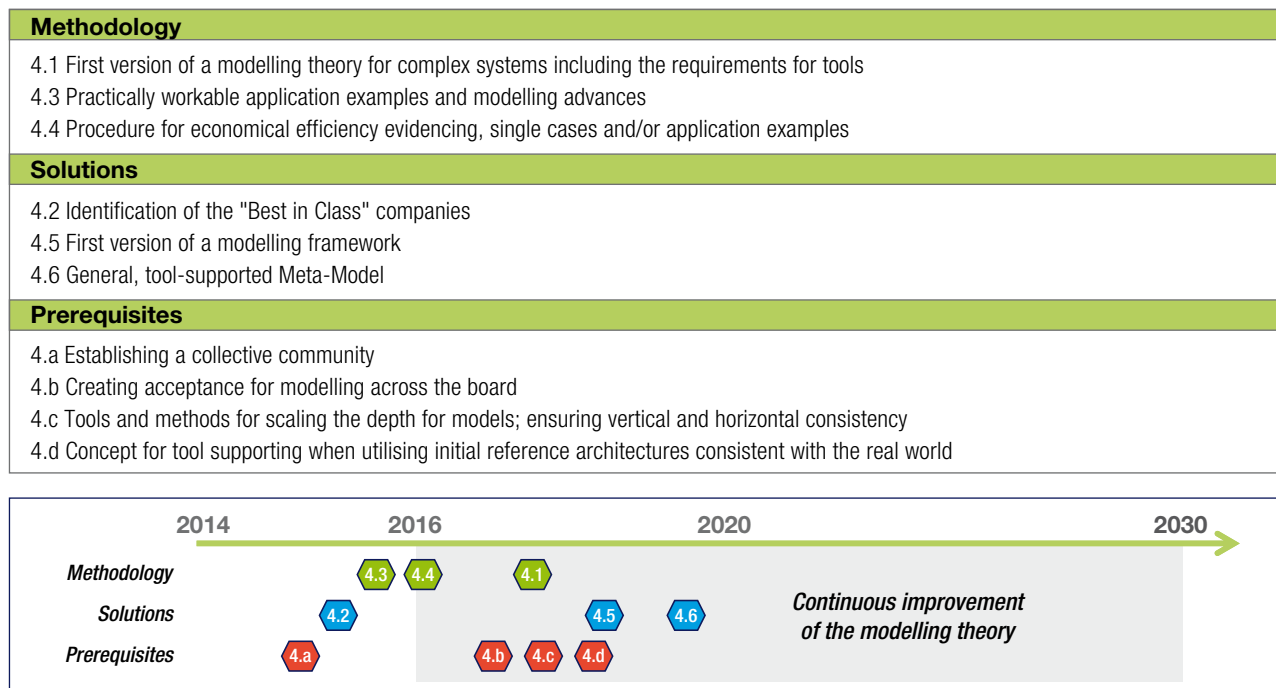 Methodology
4.1 First version of a modelling theory for complex systems including the requirements for tools
4.3 Practically workable application examples and modelling advances
4.4 Procedure for economical efficiency evidencing, single cases and/or application examples
Solutions
4.2 Identification of the "Best in Class" companies
4.5 First version of a modelling framework
4.6 General, tool-supported Meta-Model
Prerequisites
4.a Establishing a collective community
4.b Creating acceptance for modelling across the board
4.c Tools and methods for scaling the depth for models; ensuring vertical and horizontal consistency
4.d Concept for tool supporting when utilising initial reference architectures consistent with the real world
2014 2016 2020 2030
Methodology 4.3 4.4 4.1
Solutions 4.2 4.5 4.6
Prerequisites 4.a 4.b 4.c 4.d
Continuous improvement
of the modelling theory